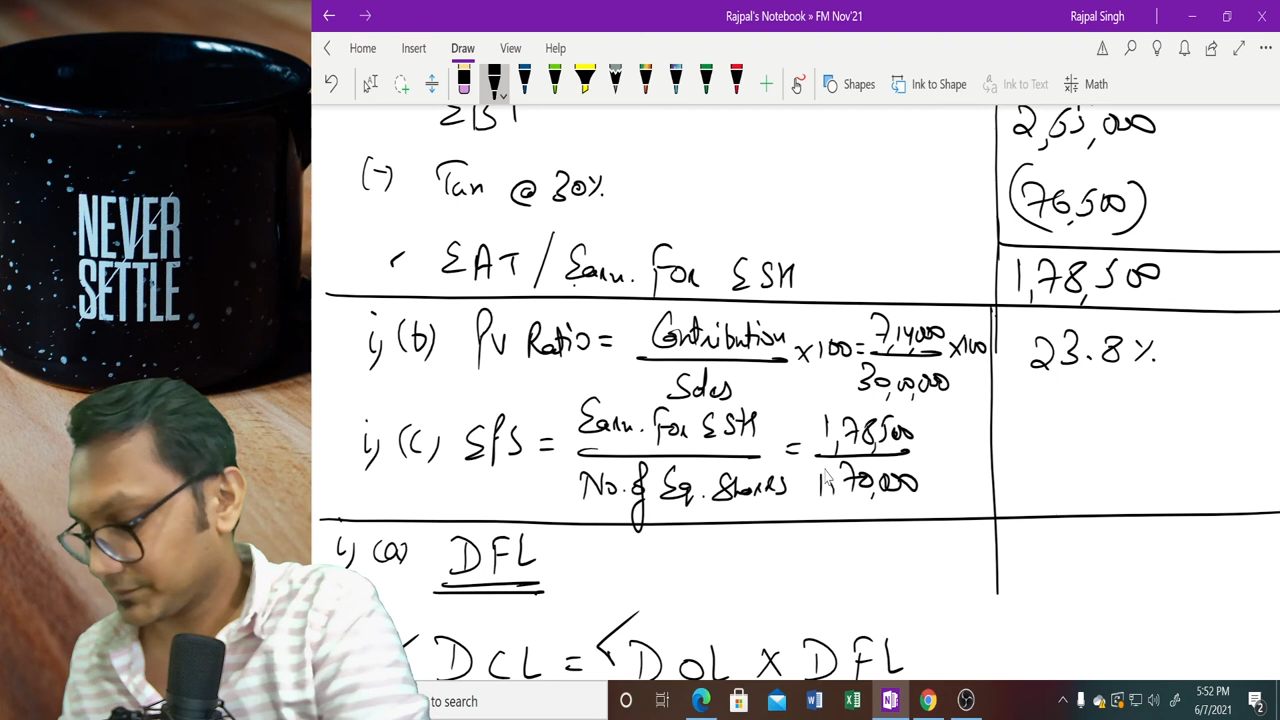 Rajpal's Notebook » FM Nov'21
Rajpal Singh
Home Insert Draw View Help
Shapes Ink to Shape Ink to Text Math
EBT 2,55,000
(-) Tax @ 30% (76,500)
EAT / Earn. For ESH 1,78,500
i) (b) PV Ratio = Contribution / Sales × 100 = 7,14,000 / 30,00,000 × 100 23.8 %
i) (c) EPS = Earn. For ESH / No. of Eq. Shares = 1,78,500 / 1,70,000
i) (a) DFL
DCL = DOL X DFL
NEVER
SETTLE
to search
5:52 PM
6/7/2021
2